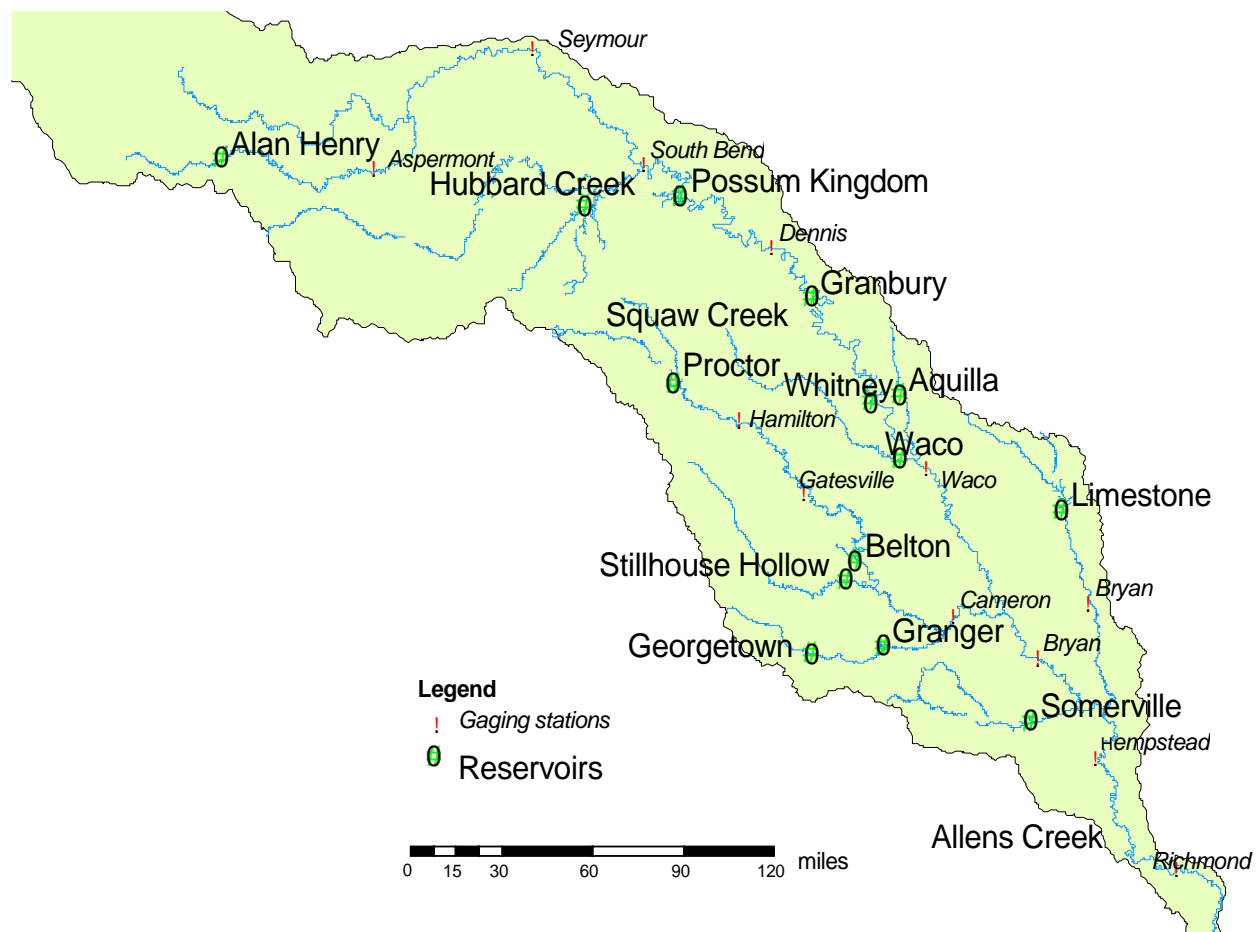 Seymour
Alan Henry
Aspermont
South Bend
Hubbard Creek
Possum Kingdom
Dennis
Granbury
Squaw Creek
Proctor
Whitney
Aquilla
Hamilton
Waco
Gatesville
Waco
Limestone
Belton
Stillhouse Hollow
Bryan
Cameron
Georgetown
Granger
Bryan
Legend
! Gaging stations
0 Reservoirs
Somerville
Hempstead
Allens Creek
Richmond
0 15 30 60 90 120 miles